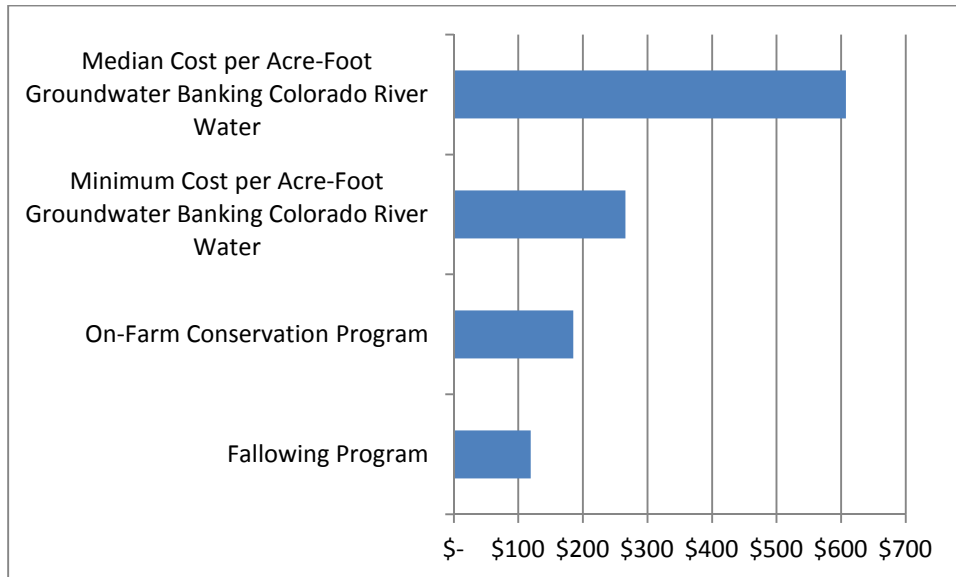 Median Cost per Acre-Foot
Groundwater Banking Colorado River
Water
Minimum Cost per Acre-Foot
Groundwater Banking Colorado River
Water
On-Farm Conservation Program
Fallowing Program
$- $100 $200 $300 $400 $500 $600 $700